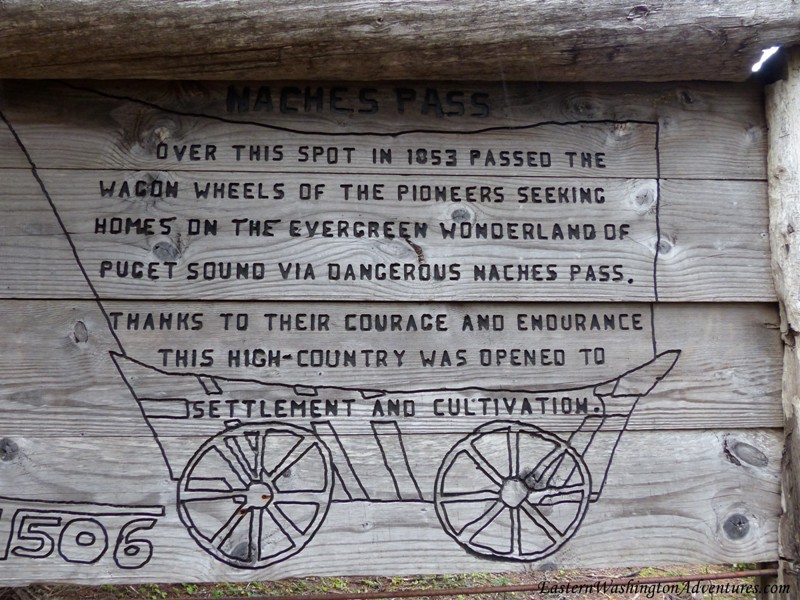 NACHES PASS
OVER THIS SPOT IN 1853 PASSED THE
WAGON WHEELS OF THE PIONEERS SEEKING
HOMES ON THE EVERGREEN WONDERLAND OF
PUGET SOUND VIA DANGEROUS NACHES PASS.
THANKS TO THEIR COURAGE AND ENDURANCE
THIS HIGH-COUNTRY WAS OPENED TO
SETTLEMENT AND CULTIVATION.
1506
EasternWashingtonAdventures.com